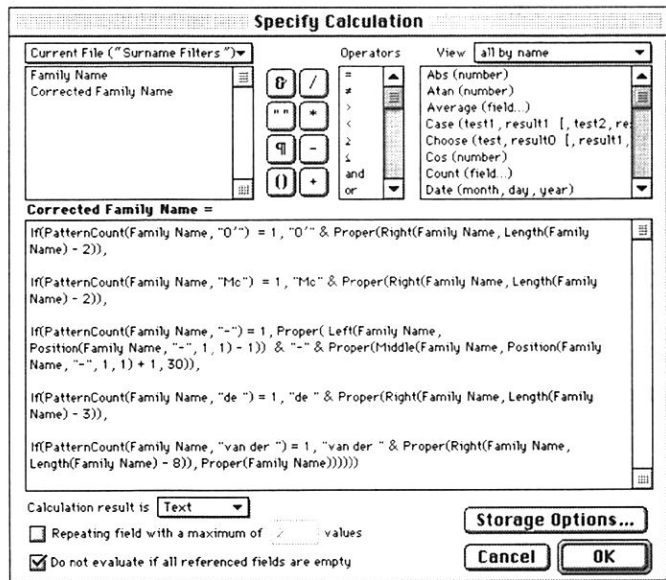 Specify Calculation
Current File ("Surname Filters")
Family Name
Corrected Family Name
& /
"" *
¶ -
() +
Operators
=
≠
>
<
≥
≤
and
or
View all by name
Abs (number)
Atan (number)
Average (field...)
Case (test1, result1 [, test2, re
Choose (test, result0 [, result1,
Cos (number)
Count (field...)
Date (month, day, year)
Corrected Family Name =
If(PatternCount(Family Name, "O'") = 1, "O'" & Proper(Right(Family Name, Length(Family
Name) - 2)),
If(PatternCount(Family Name, "Mc") = 1, "Mc" & Proper(Right(Family Name, Length(Family
Name) - 2)),
If(PatternCount(Family Name, "-") = 1, Proper( Left(Family Name,
Position(Family Name, "-", 1, 1) - 1)) & "-" & Proper(Middle(Family Name, Position(Family
Name, "-", 1, 1) + 1, 30)),
If(PatternCount(Family Name, "de ") = 1, "de " & Proper(Right(Family Name, Length(Family
Name) - 3)),
If(PatternCount(Family Name, "van der ") = 1, "van der " & Proper(Right(Family Name,
Length(Family Name) - 8)), Proper(Family Name))))))
Calculation result is Text
Repeating field with a maximum of 2 values
Do not evaluate if all referenced fields are empty
Storage Options...
Cancel OK